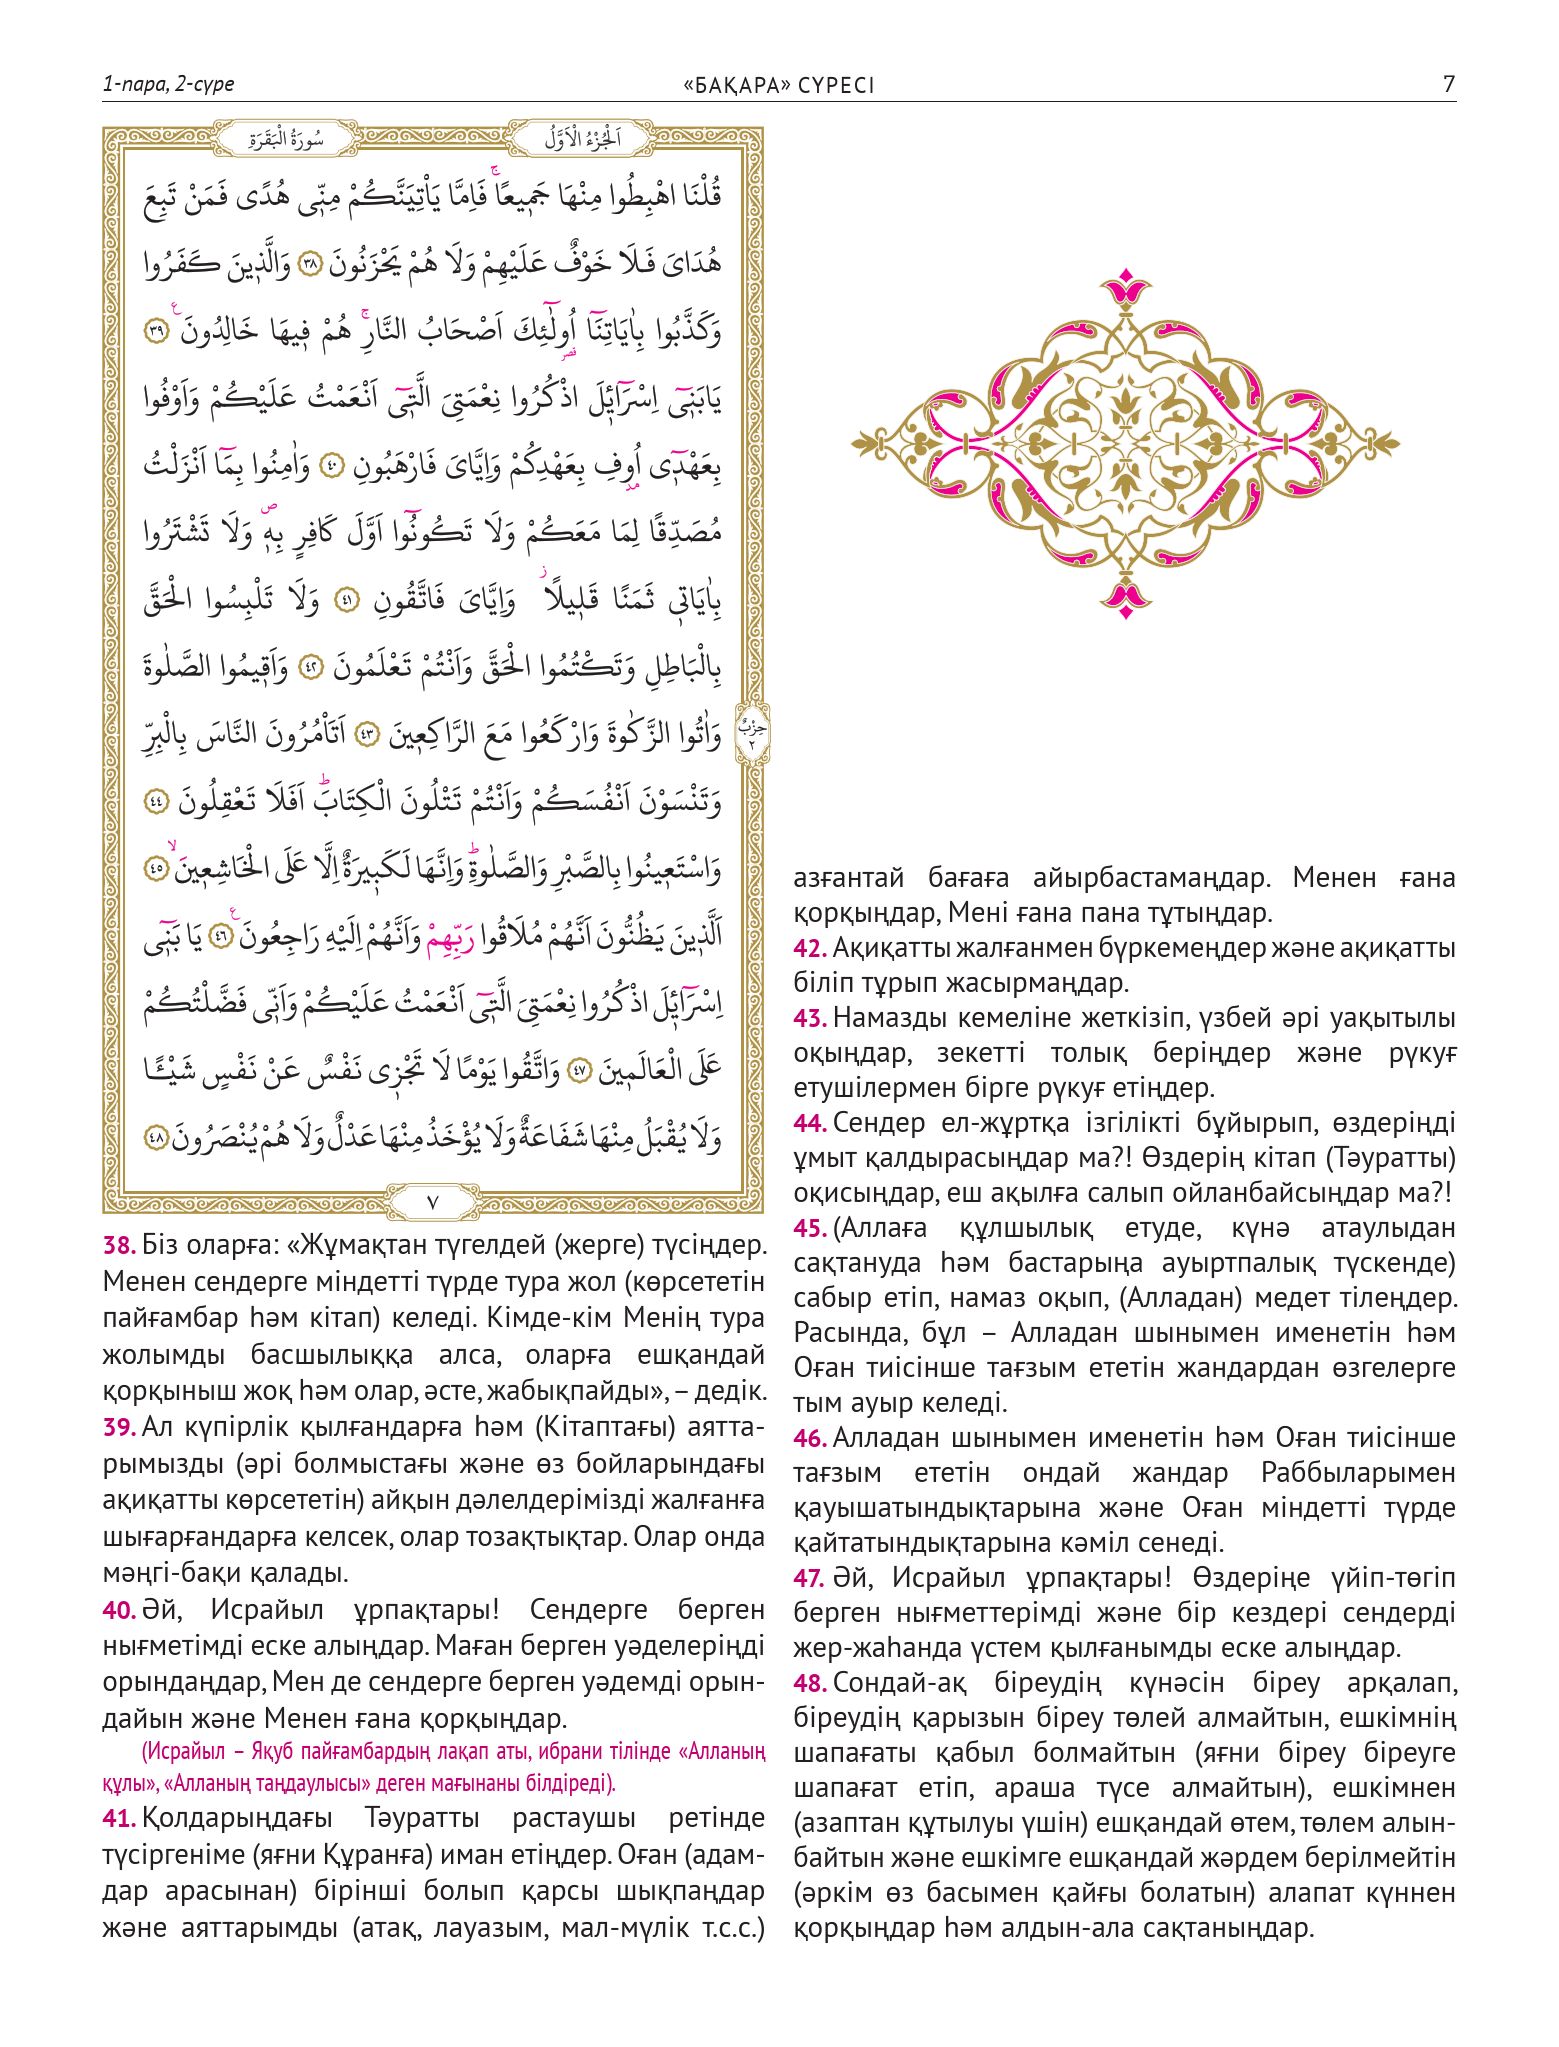 1-пара, 2-сүре
«БАҚАРА» СҮРЕСІ
7
اَلْجُزْءُ الْاَوَّلُ
سُورَةُ الْبَقَرَةِ
قُلْنَا اهْبِطُوا مِنْهَا جَمٖيعًاۚ فَاِمَّا يَاْتِيَنَّكُمْ مِنّٖى هُدًى فَمَنْ تَبِعَ
هُدَاىَ فَلَا خَوْفٌ عَلَيْهِمْ وَلَا هُمْ يَحْزَنُونَ ﴿٣٨﴾ وَالَّذٖينَ كَفَرُوا
وَكَذَّبُوا بِاٰيَاتِنَٓا اُولٰٓئِكَ اَصْحَابُ النَّارِۚ هُمْ فٖيهَا خَالِدُونَ ع ﴿٣٩﴾
يَابَنٖٓى اِسْرَٓائٖلَ اذْكُرُوا نِعْمَتِىَ الَّتٖٓى اَنْعَمْتُ عَلَيْكُمْ وَاَوْفُوا
بِعَهْدٖٓى اُوفِ بِعَهْدِكُمْ وَاِيَّاىَ فَارْهَبُونِ ﴿٤٠﴾ وَاٰمِنُوا بِمَٓا اَنْزَلْتُ
مُصَدِّقًا لِمَا مَعَكُمْ وَلَا تَكُونُٓوا اَوَّلَ كَافِرٍ بِهٖ ص وَلَا تَشْتَرُوا
بِاٰيَاتٖى ثَمَنًا قَلٖيلًا ز وَاِيَّاىَ فَاتَّقُونِ ﴿٤١﴾ وَلَا تَلْبِسُوا الْحَقَّ
بِالْبَاطِلِ وَتَكْتُمُوا الْحَقَّ وَاَنْتُمْ تَعْلَمُونَ ﴿٤٢﴾ وَاَقٖيمُوا الصَّلٰوةَ
وَاٰتُوا الزَّكٰوةَ وَارْكَعُوا مَعَ الرَّاكِعٖينَ ﴿٤٣﴾ اَتَاْمُرُونَ النَّاسَ بِالْبِرِّ
حِزْبٌ
٢
وَتَنْسَوْنَ اَنْفُسَكُمْ وَاَنْتُمْ تَتْلُونَ الْكِتَابَ ط اَفَلَا تَعْقِلُونَ ﴿٤٤﴾
وَاسْتَعٖينُوا بِالصَّبْرِ وَالصَّلٰوةِ ط وَاِنَّهَا لَكَبٖيرَةٌ اِلَّا عَلَى الْخَاشِعٖينَۙ ﴿٤٥﴾
اَلَّذٖينَ يَظُنُّونَ اَنَّهُمْ مُلَاقُوا رَبِّهِمْ وَاَنَّهُمْ اِلَيْهِ رَاجِعُونَ ع ﴿٤٦﴾ يَا بَنٖٓى
اِسْرَٓائٖلَ اذْكُرُوا نِعْمَتِىَ الَّتٖٓى اَنْعَمْتُ عَلَيْكُمْ وَاَنّٖى فَضَّلْتُكُمْ
عَلَى الْعَالَمٖينَ ﴿٤٧﴾ وَاتَّقُوا يَوْمًا لَا تَجْزٖى نَفْسٌ عَنْ نَفْسٍ شَيْـًٔا
وَلَا يُقْبَلُ مِنْهَا شَفَاعَةٌ وَلَا يُؤْخَذُ مِنْهَا عَدْلٌ وَلَا هُمْ يُنْصَرُونَ ﴿٤٨﴾
٧
38. Біз оларға: «Жұмақтан түгелдей (жерге) түсіңдер.
Менен сендерге міндетті түрде тура жол (көрсететін
пайғамбар һәм кітап) келеді. Кімде-кім Менің тура
жолымды басшылыққа алса, оларға ешқандай
қорқыныш жоқ һәм олар, әсте, жабықпайды», – дедік.
39. Ал күпірлік қылғандарға һәм (Кітаптағы) аятта-
рымызды (әрі болмыстағы және өз бойларындағы
ақиқатты көрсететін) айқын дәлелдерімізді жалғанға
шығарғандарға келсек, олар тозақтықтар. Олар онда
мәңгі-бақи қалады.
40. Әй, Исрайыл ұрпақтары! Сендерге берген
нығметімді еске алыңдар. Маған берген уәделеріңді
орындаңдар, Мен де сендерге берген уәдемді орын-
дайын және Менен ғана қорқыңдар.
(Исрайыл – Яқуб пайғамбардың лақап аты, ибрани тілінде «Алланың
құлы», «Алланың таңдаулысы» деген мағынаны білдіреді).
41. Қолдарыңдағы Тәуратты растаушы ретінде
түсіргеніме (яғни Құранға) иман етіңдер. Оған (адам-
дар арасынан) бірінші болып қарсы шықпаңдар
және аяттарымды (атақ, лауазым, мал-мүлік т.с.с.)
азғантай бағаға айырбастамаңдар. Менен ғана
қорқыңдар, Мені ғана пана тұтыңдар.
42. Ақиқатты жалғанмен бүркемеңдер және ақиқатты
біліп тұрып жасырмаңдар.
43. Намазды кемеліне жеткізіп, үзбей әрі уақытылы
оқыңдар, зекетті толық беріңдер және рүкуғ
етушілермен бірге рүкуғ етіңдер.
44. Сендер ел-жұртқа ізгілікті бұйырып, өздеріңді
ұмыт қалдырасыңдар ма?! Өздерің кітап (Тәуратты)
оқисыңдар, еш ақылға салып ойланбайсыңдар ма?!
45. (Аллаға құлшылық етуде, күнә атаулыдан
сақтануда һәм бастарыңа ауыртпалық түскенде)
сабыр етіп, намаз оқып, (Алладан) медет тілеңдер.
Расында, бұл – Алладан шынымен именетін һәм
Оған тиісінше тағзым ететін жандардан өзгелерге
тым ауыр келеді.
46. Алладан шынымен именетін һәм Оған тиісінше
тағзым ететін ондай жандар Раббыларымен
қауышатындықтарына және Оған міндетті түрде
қайтатындықтарына кәміл сенеді.
47. Әй, Исрайыл ұрпақтары! Өздеріңе үйіп-төгіп
берген нығметтерімді және бір кездері сендерді
жер-жаһанда үстем қылғанымды еске алыңдар.
48. Сондай-ақ біреудің күнәсін біреу арқалап,
біреудің қарызын біреу төлей алмайтын, ешкімнің
шапағаты қабыл болмайтын (яғни біреу біреуге
шапағат етіп, араша түсе алмайтын), ешкімнен
(азаптан құтылуы үшін) ешқандай өтем, төлем алын-
байтын және ешкімге ешқандай жәрдем берілмейтін
(әркім өз басымен қайғы болатын) алапат күннен
қорқыңдар һәм алдын-ала сақтаныңдар.